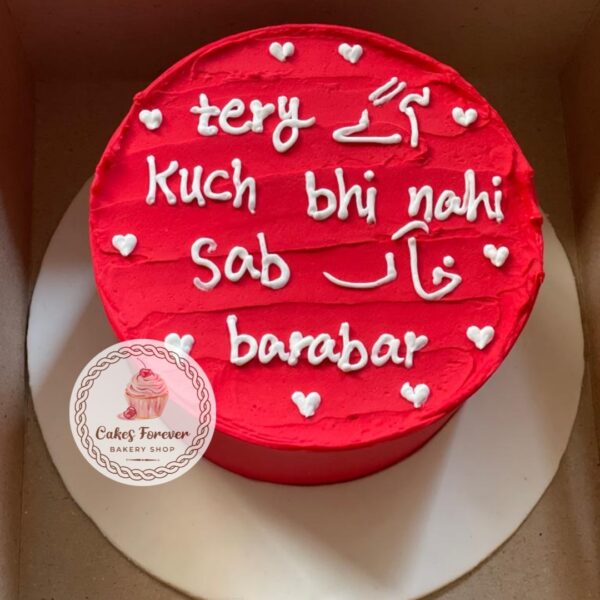 tery آگے
kuch bhi nahi
sab خاک
barabar
Cakes Forever
BAKERY SHOP